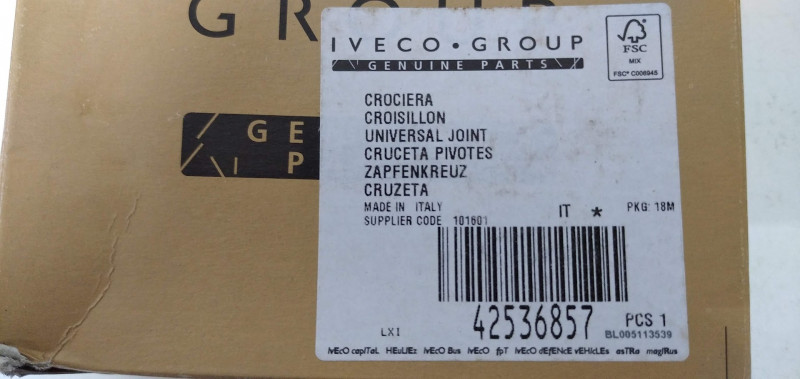 GROUP
GE
P
IVECO • GROUP
GENUINE PARTS
FSC
MIX
FSC® C006945
CROCIERA
CROISILLON
UNIVERSAL JOINT
CRUCETA PIVOTES
ZAPFENKREUZ
CRUZETA
MADE IN ITALY
SUPPLIER CODE 101601
IT * PKG: 18M
42536857
LXI
PCS 1
BL005113539
IVECO capITaL HEULIEz IVECO Bus IVECO fpT IVECO dEfENcE vEHIcLEs asTRa magIRus